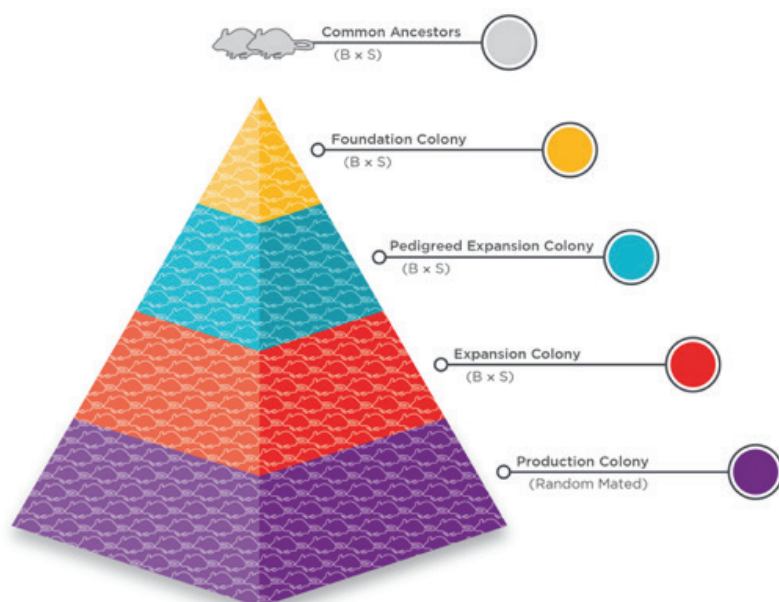 Common Ancestors
(B × S)
Foundation Colony
(B × S)
Pedigreed Expansion Colony
(B × S)
Expansion Colony
(B × S)
Production Colony
(Random Mated)